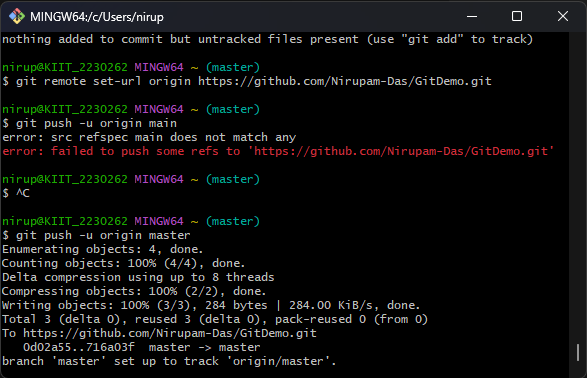 MINGW64:/c/Users/nirup
nothing added to commit but untracked files present (use "git add" to track)
nirup@KIIT_2230262 MINGW64 ~ (master)
$ git remote set-url origin https://github.com/Nirupam-Das/GitDemo.git
nirup@KIIT_2230262 MINGW64 ~ (master)
$ git push -u origin main
error: src refspec main does not match any
error: failed to push some refs to 'https://github.com/Nirupam-Das/GitDemo.git'
nirup@KIIT_2230262 MINGW64 ~ (master)
$ ^C
nirup@KIIT_2230262 MINGW64 ~ (master)
$ git push -u origin master
Enumerating objects: 4, done.
Counting objects: 100% (4/4), done.
Delta compression using up to 8 threads
Compressing objects: 100% (2/2), done.
Writing objects: 100% (3/3), 284 bytes | 284.00 KiB/s, done.
Total 3 (delta 0), reused 3 (delta 0), pack-reused 0 (from 0)
To https://github.com/Nirupam-Das/GitDemo.git
   0d02a55..716a03f  master -> master
branch 'master' set up to track 'origin/master'.